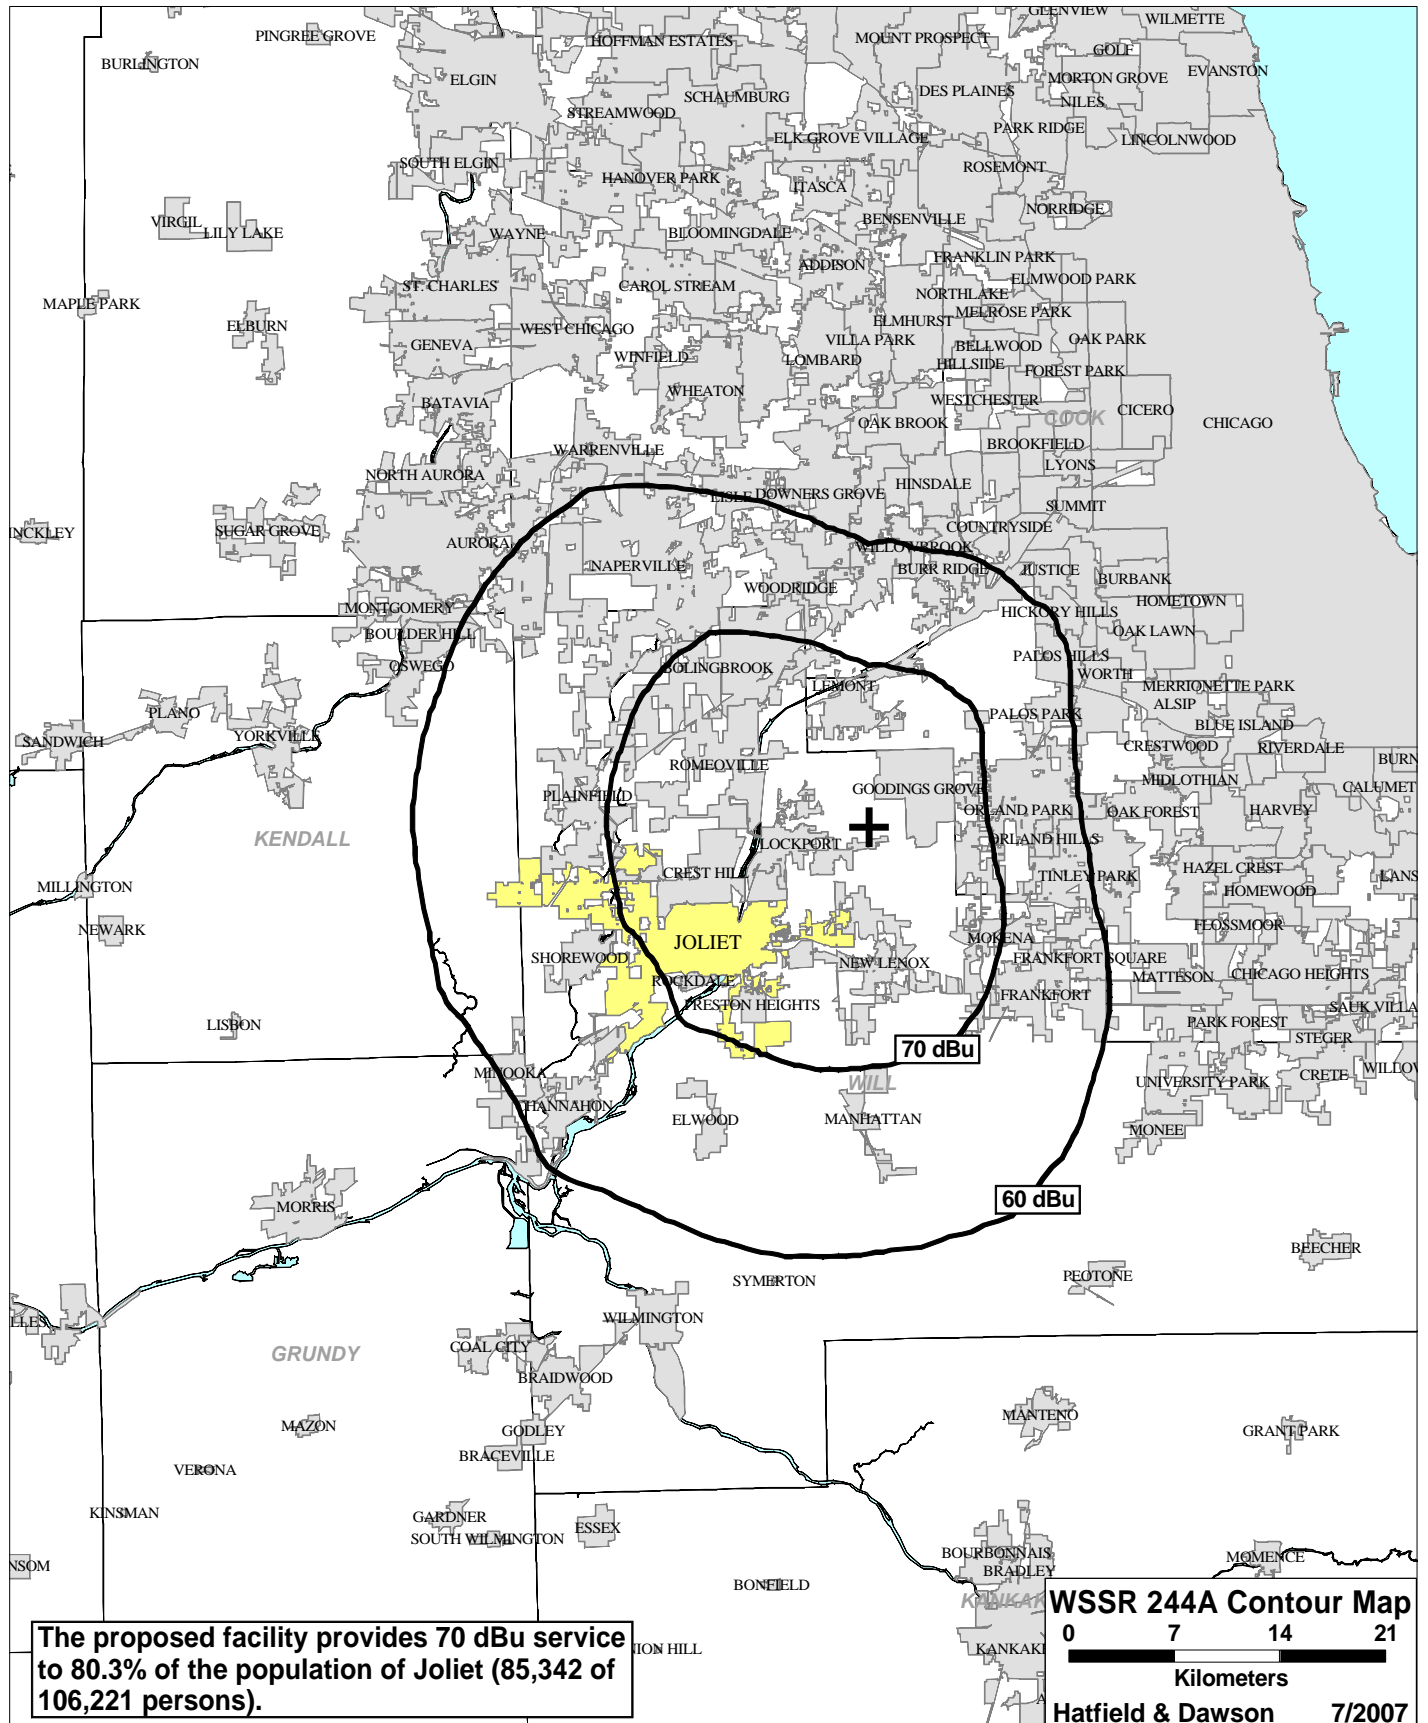 GLENVIEW
WILMETTE
PINGREE GROVE
HOFFMAN ESTATES
MOUNT PROSPECT
GOLF
BURLINGTON
ELGIN
MORTON GROVE
EVANSTON
SCHAUMBURG
DES PLAINES
NILES
STREAMWOOD
PARK RIDGE
ELK GROVE VILLAGE
LINCOLNWOOD
SOUTH ELGIN
ROSEMONT
HANOVER PARK
ITASCA
NORRIDGE
VIRGIL
LILY LAKE
WAYNE
BLOOMINGDALE
BENSENVILLE
FRANKLIN PARK
ADDISON
ELMWOOD PARK
ST. CHARLES
CAROL STREAM
NORTHLAKE
MAPLE PARK
MELROSE PARK
ELBURN
WEST CHICAGO
ELMHURST
GENEVA
VILLA PARK
BELLWOOD
OAK PARK
WINFIELD
LOMBARD
HILLSIDE
FOREST PARK
WHEATON
BATAVIA
WESTCHESTER
COOK
CICERO
CHICAGO
OAK BROOK
WARRENVILLE
BROOKFIELD
NORTH AURORA
LYONS
HINSDALE
LISLE
DOWNERS GROVE
SUMMIT
INCKLEY
SUGAR GROVE
COUNTRYSIDE
AURORA
WILLOWBROOK
NAPERVILLE
BURR RIDGE
JUSTICE
BURBANK
WOODRIDGE
HOMETOWN
MONTGOMERY
HICKORY HILLS
BOULDER HILL
OAK LAWN
OSWEGO
BOLINGBROOK
PALOS HILLS
WORTH
LEMONT
MERRIONETTE PARK
ALSIP
PLANO
PALOS PARK
BLUE ISLAND
SANDWICH
YORKVILLE
CRESTWOOD
RIVERDALE
BURN
ROMEOVILLE
MIDLOTHIAN
CALUMET
PLAINFIELD
GOODINGS GROVE
ORLAND PARK
OAK FOREST
HARVEY
KENDALL
LOCKPORT
ORLAND HILLS
CREST HILL
HAZEL CREST
TINLEY PARK
LANS
MILLINGTON
HOMEWOOD
NEWARK
FLOSSMOOR
JOLIET
MOKENA
SHOREWOOD
NEW LENOX
FRANKFORT SQUARE
MATTESON
CHICAGO HEIGHTS
ROCKDALE
FRANKFORT
PRESTON HEIGHTS
SAUK VILLA
LISBON
PARK FOREST
STEGER
70 dBu
MINOOKA
WILL
UNIVERSITY PARK
CRETE
WILLOW
CHANNAHON
ELWOOD
MANHATTAN
MONEE
60 dBu
MORRIS
BEECHER
SYMERTON
PEOTONE
LLES
WILMINGTON
GRUNDY
COAL CITY
BRAIDWOOD
MANTENO
MAZON
GODLEY
GRANT PARK
BRACEVILLE
VERONA
KINSMAN
GARDNER
SOUTH WILMINGTON
ESSEX
NSOM
BOURBONNAIS
MOMENCE
BRADLEY
BONFIELD
KANKAK
NION HILL
KANKAKI
A
The proposed facility provides 70 dBu service
to 80.3% of the population of Joliet (85,342 of
106,221 persons).
WSSR 244A Contour Map
0 7 14 21
Kilometers
Hatfield & Dawson 7/2007